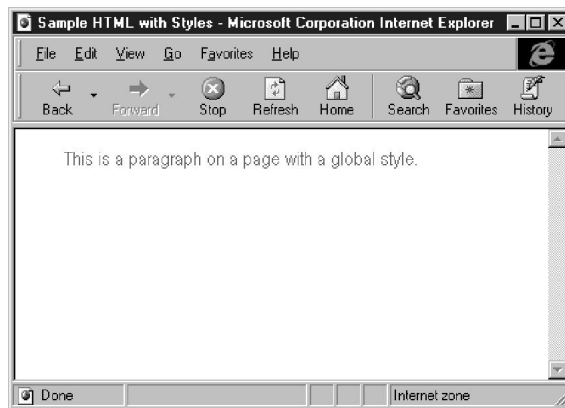 Sample HTML with Styles - Microsoft Corporation Internet Explorer
File Edit View Go Favorites Help
Back Forward Stop Refresh Home Search Favorites History
This is a paragraph on a page with a global style.
Done Internet zone